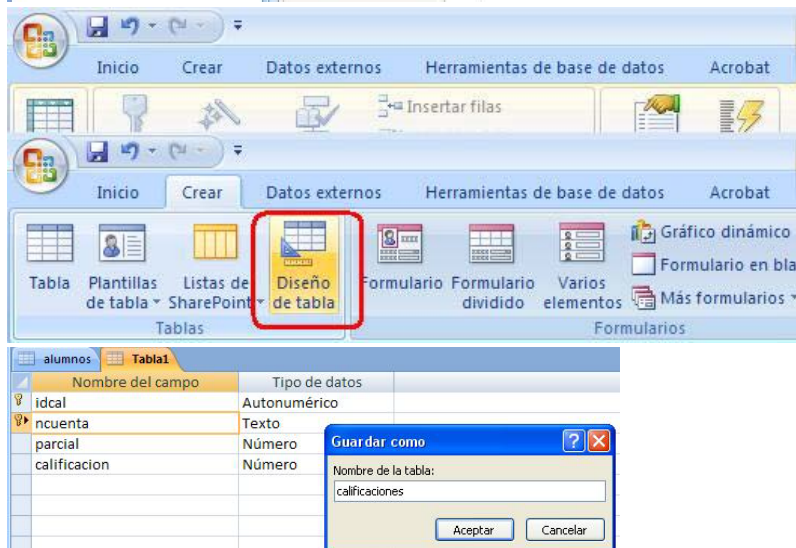 Inicio Crear Datos externos Herramientas de base de datos Acrobat
Insertar filas
Inicio Crear Datos externos Herramientas de base de datos Acrobat
Tabla Plantillas de tabla Listas de SharePoint Diseño de tabla Formulario Formulario dividido Varios elementos Gráfico dinámico
Formulario en bla
Más formularios
Tablas Formularios
alumnos Tabla1
Nombre del campo Tipo de datos
idcal Autonumérico
ncuenta Texto
parcial Número
calificacion Número
Guardar como
Nombre de la tabla:
calificaciones
Aceptar Cancelar